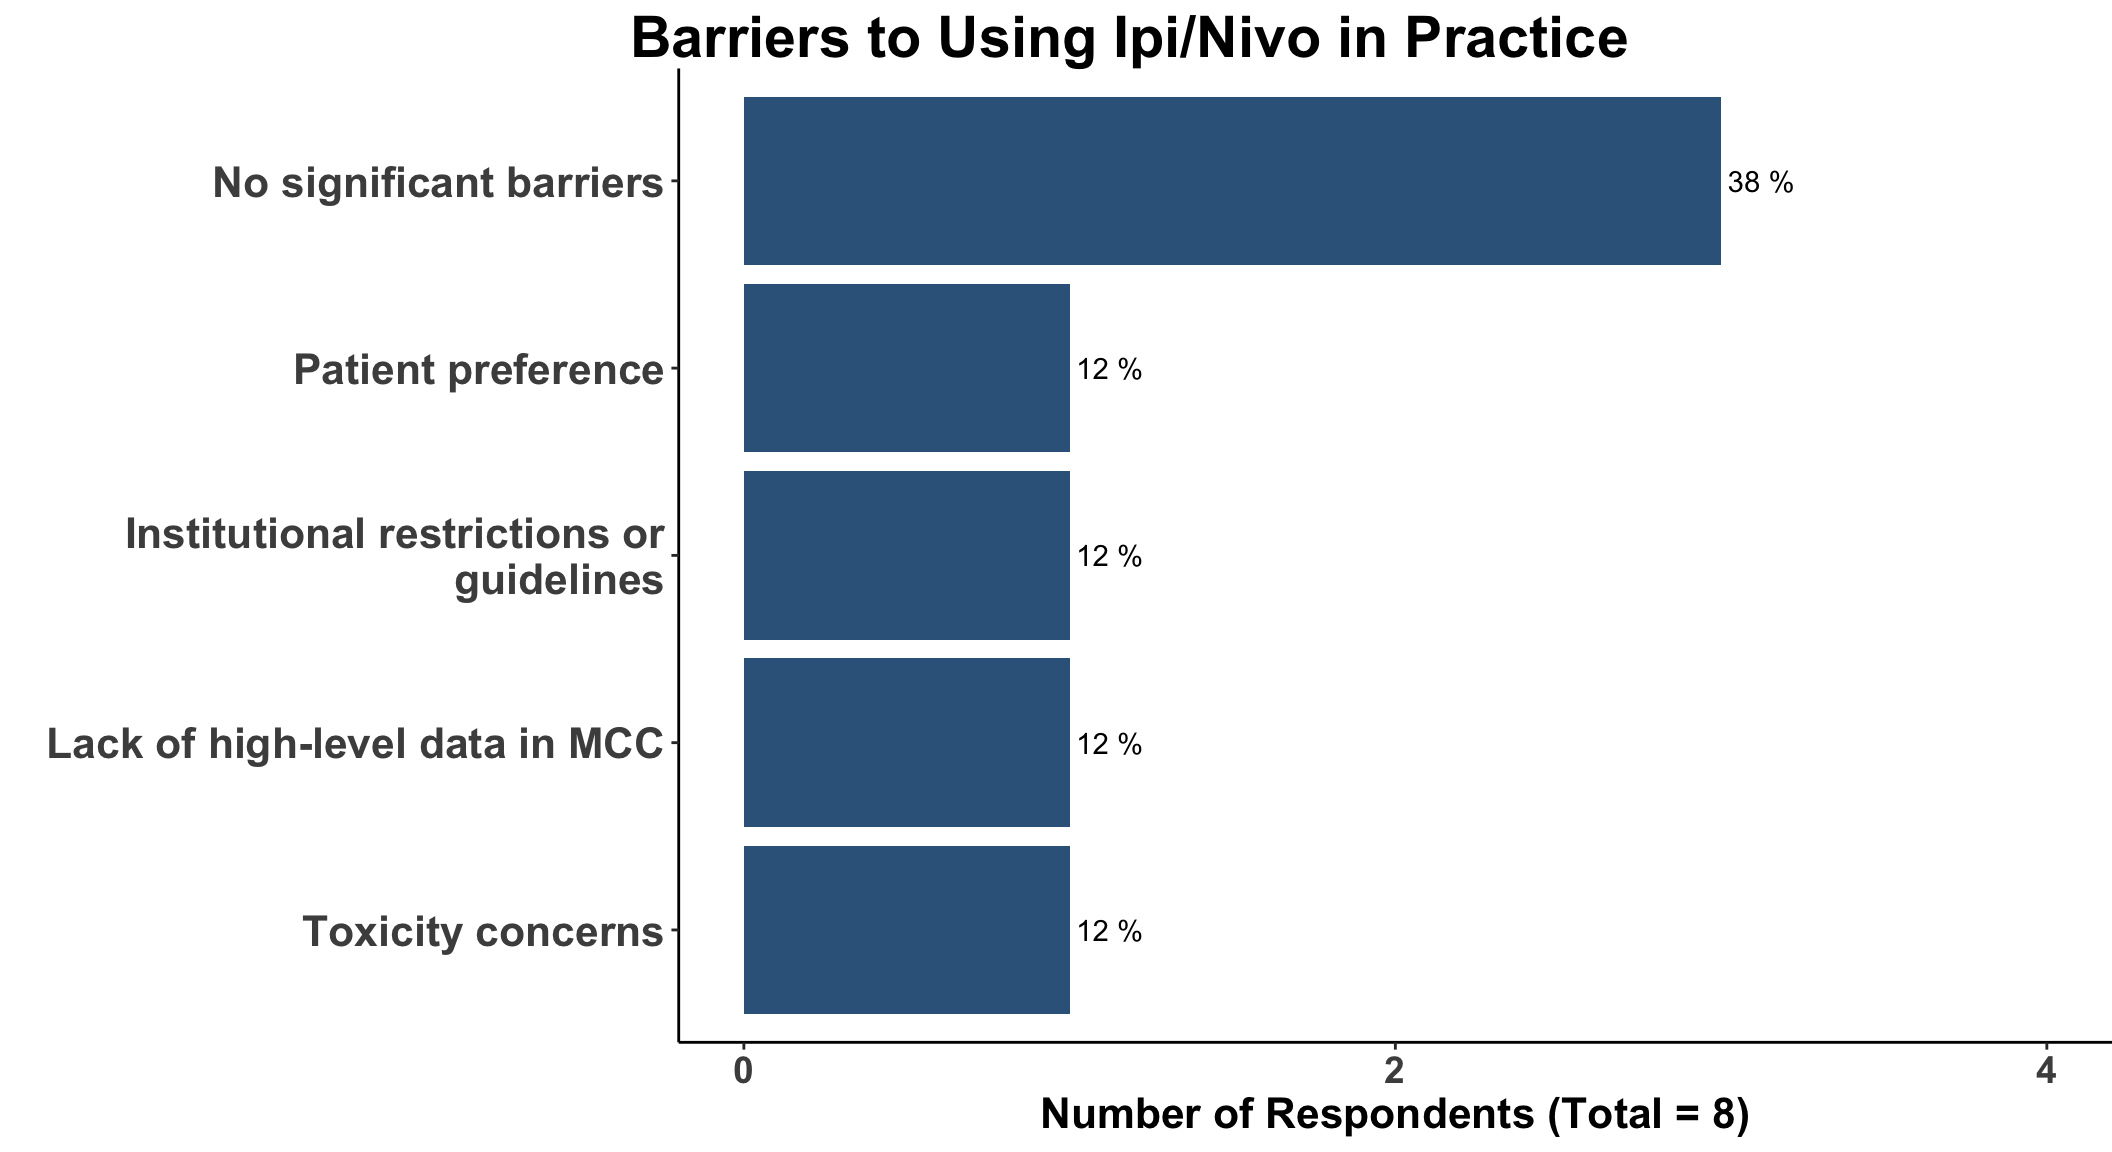 Barriers to Using Ipi/Nivo in Practice
No significant barriers
38 %
Patient preference
12 %
Institutional restrictions or
guidelines
12 %
Lack of high-level data in MCC
12 %
Toxicity concerns
12 %
0
2
4
Number of Respondents (Total = 8)